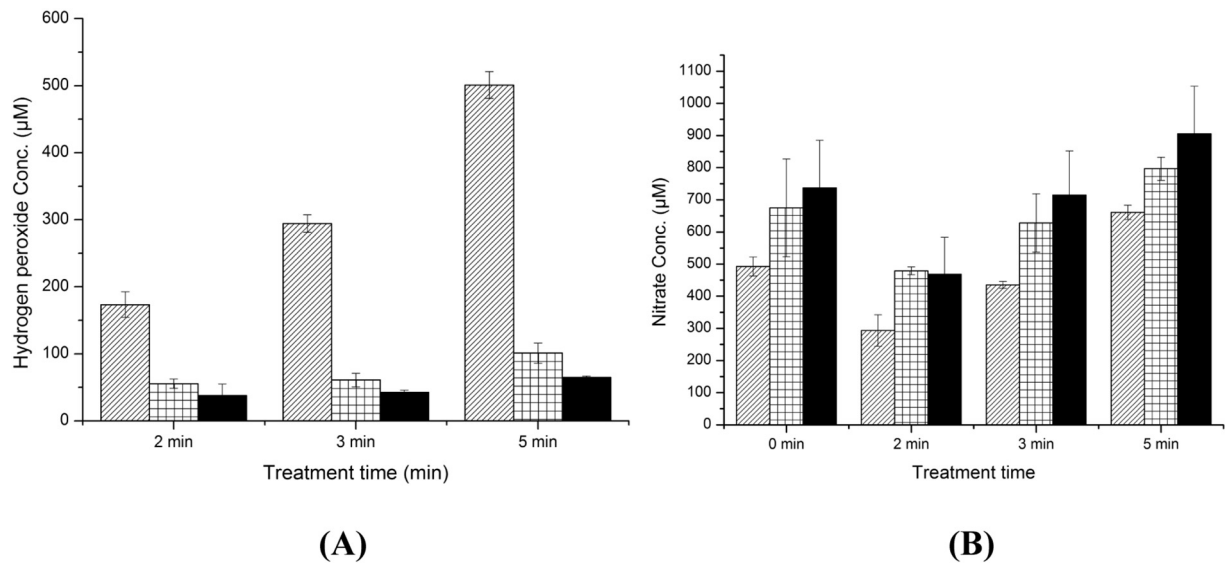 600
500
400
300
200
100
0
Hydrogen peroxide Conc. (µM)
2 min
3 min
5 min
Treatment time (min)
(A)
1100
1000
900
800
700
600
500
400
300
200
100
0
Nitrate Conc. (µM)
0 min
2 min
3 min
5 min
Treatment time
(B)